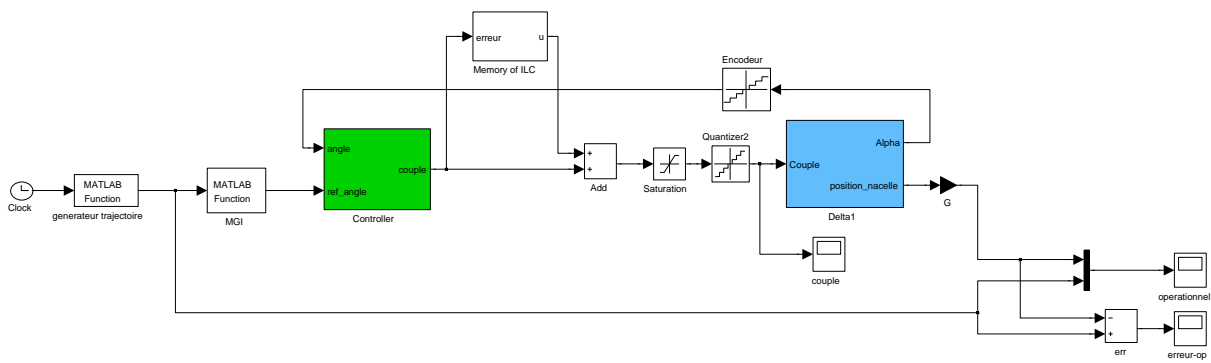 erreur
u
Memory of ILC
Encodeur
angle
couple
ref_angle
Controller
MATLAB
Function
generateur trajectoire
MATLAB
Function
MGI
Clock
+
+
Add
Saturation
Quantizer2
Couple
Alpha
position_nacelle
Delta1
G
couple
operationnel
−
+
err
erreur-op